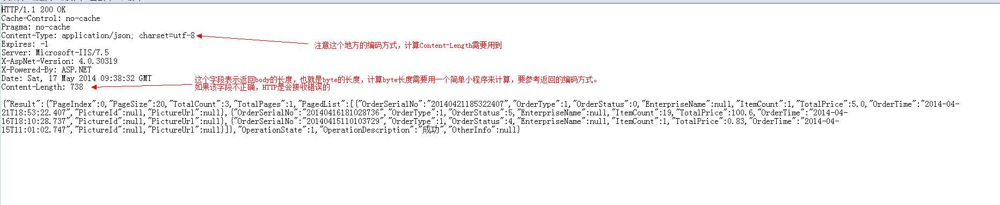 HTTP/1.1 200 OK
Cache-Control: no-cache
Pragma: no-cache
Content-Type: application/json; charset=utf-8
注意这个地方的编码方式，计算Content-Length需要用到
Expires: -1
Server: Microsoft-IIS/7.5
X-AspNet-Version: 4.0.30319
X-Powered-By: ASP.NET
Date: Sat, 17 May 2014 09:38:32 GMT
这个字段表示返回body的长度，也就是byte的长度，计算byte长度需要用一个简单小程序来计算，要参考返回的编码方式。
Content-Length: 738
如果该字段不正确，HTTP是会接收错误的
{"Result":{"PageIndex":0,"PageSize":20,"TotalCount":3,"TotalPages":1,"PagedList":[{"OrderSerialNo":"20140421185322407","OrderType":1,"OrderStatus":0,"EnterpriseName":null,"ItemCount":1,"TotalPrice":5.0,"OrderTime":"2014-04-
21T18:53:22.407","PictureId":null,"PictureUrl":null},{"OrderSerialNo":"20140416181028736","OrderType":1,"OrderStatus":5,"EnterpriseName":null,"ItemCount":19,"TotalPrice":100.6,"OrderTime":"2014-04-
16T18:10:28.737","PictureId":null,"PictureUrl":null},{"OrderSerialNo":"20140415110103729","OrderType":1,"OrderStatus":4,"EnterpriseName":null,"ItemCount":1,"TotalPrice":0.83,"OrderTime":"2014-04-
15T11:01:02.747","PictureId":null,"PictureUrl":null}]},"OperationState":1,"OperationDescription":"成功","OtherInfo":null}